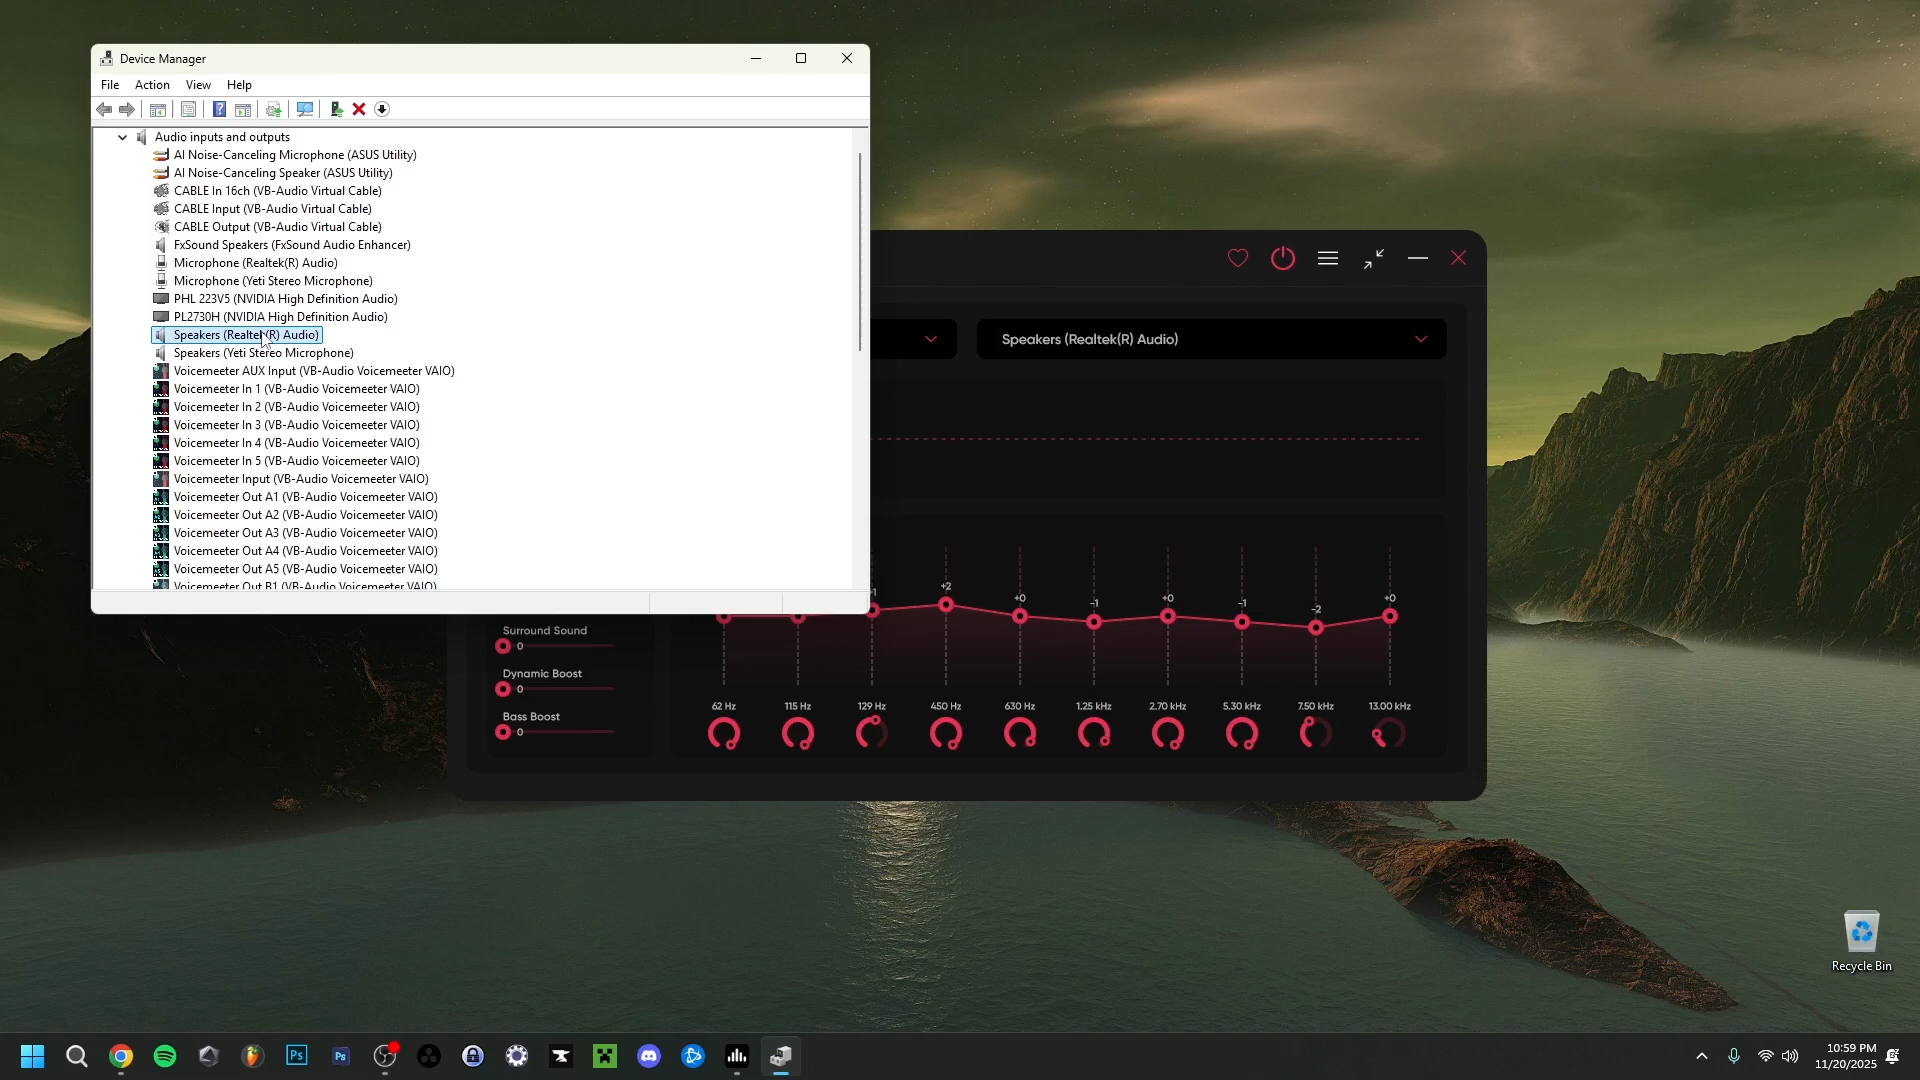 Device Manager
File Action View Help
Audio inputs and outputs
AI Noise-Canceling Microphone (ASUS Utility)
AI Noise-Canceling Speaker (ASUS Utility)
CABLE In 16ch (VB-Audio Virtual Cable)
CABLE Input (VB-Audio Virtual Cable)
CABLE Output (VB-Audio Virtual Cable)
FxSound Speakers (FxSound Audio Enhancer)
Microphone (Realtek(R) Audio)
Microphone (Yeti Stereo Microphone)
PHL 223V5 (NVIDIA High Definition Audio)
PL2730H (NVIDIA High Definition Audio)
Speakers (Realtek(R) Audio)
Speakers (Yeti Stereo Microphone)
Voicemeeter AUX Input (VB-Audio Voicemeeter VAIO)
Voicemeeter In 1 (VB-Audio Voicemeeter VAIO)
Voicemeeter In 2 (VB-Audio Voicemeeter VAIO)
Voicemeeter In 3 (VB-Audio Voicemeeter VAIO)
Voicemeeter In 4 (VB-Audio Voicemeeter VAIO)
Voicemeeter In 5 (VB-Audio Voicemeeter VAIO)
Voicemeeter Input (VB-Audio Voicemeeter VAIO)
Voicemeeter Out A1 (VB-Audio Voicemeeter VAIO)
Voicemeeter Out A2 (VB-Audio Voicemeeter VAIO)
Voicemeeter Out A3 (VB-Audio Voicemeeter VAIO)
Voicemeeter Out A4 (VB-Audio Voicemeeter VAIO)
Voicemeeter Out A5 (VB-Audio Voicemeeter VAIO)
Voicemeeter Out B1 (VB-Audio Voicemeeter VAIO)
Speakers (Realtek(R) Audio)
+2 +0 -1 +0 -1 -2 +0
Surround Sound
0
Dynamic Boost
0
Bass Boost
0
62 Hz 115 Hz 129 Hz 450 Hz 630 Hz 1.25 kHz 2.70 kHz 5.30 kHz 7.50 kHz 13.00 kHz
Recycle Bin
Ps Ps
10:59 PM
11/20/2025